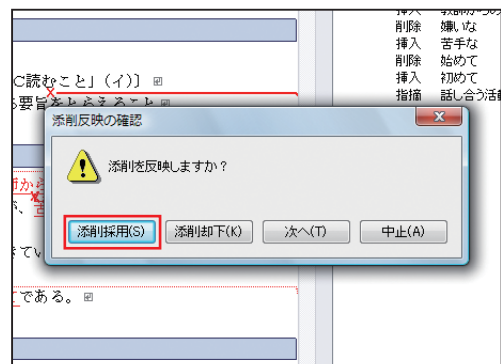 削除 嫌いな
挿入 苦手な
削除 始めて
挿入 初めて
指摘 話し合う活
C読むこと」(イ)〕
要旨をとらえること
添削反映の確認
添削を反映しますか?
添削採用(S) 添削却下(K) 次へ(T) 中止(A)
である。